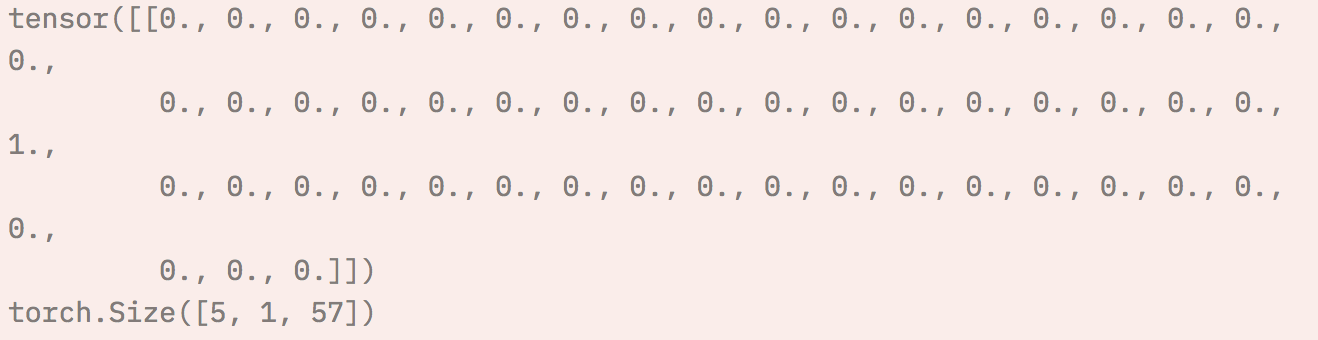 tensor([[0., 0., 0., 0., 0., 0., 0., 0., 0., 0., 0., 0., 0., 0., 0., 0., 0.,
0.,
0., 0., 0., 0., 0., 0., 0., 0., 0., 0., 0., 0., 0., 0., 0., 0., 0.,
1.,
0., 0., 0., 0., 0., 0., 0., 0., 0., 0., 0., 0., 0., 0., 0., 0., 0.,
0.,
0., 0., 0.]])
torch.Size([5, 1, 57])